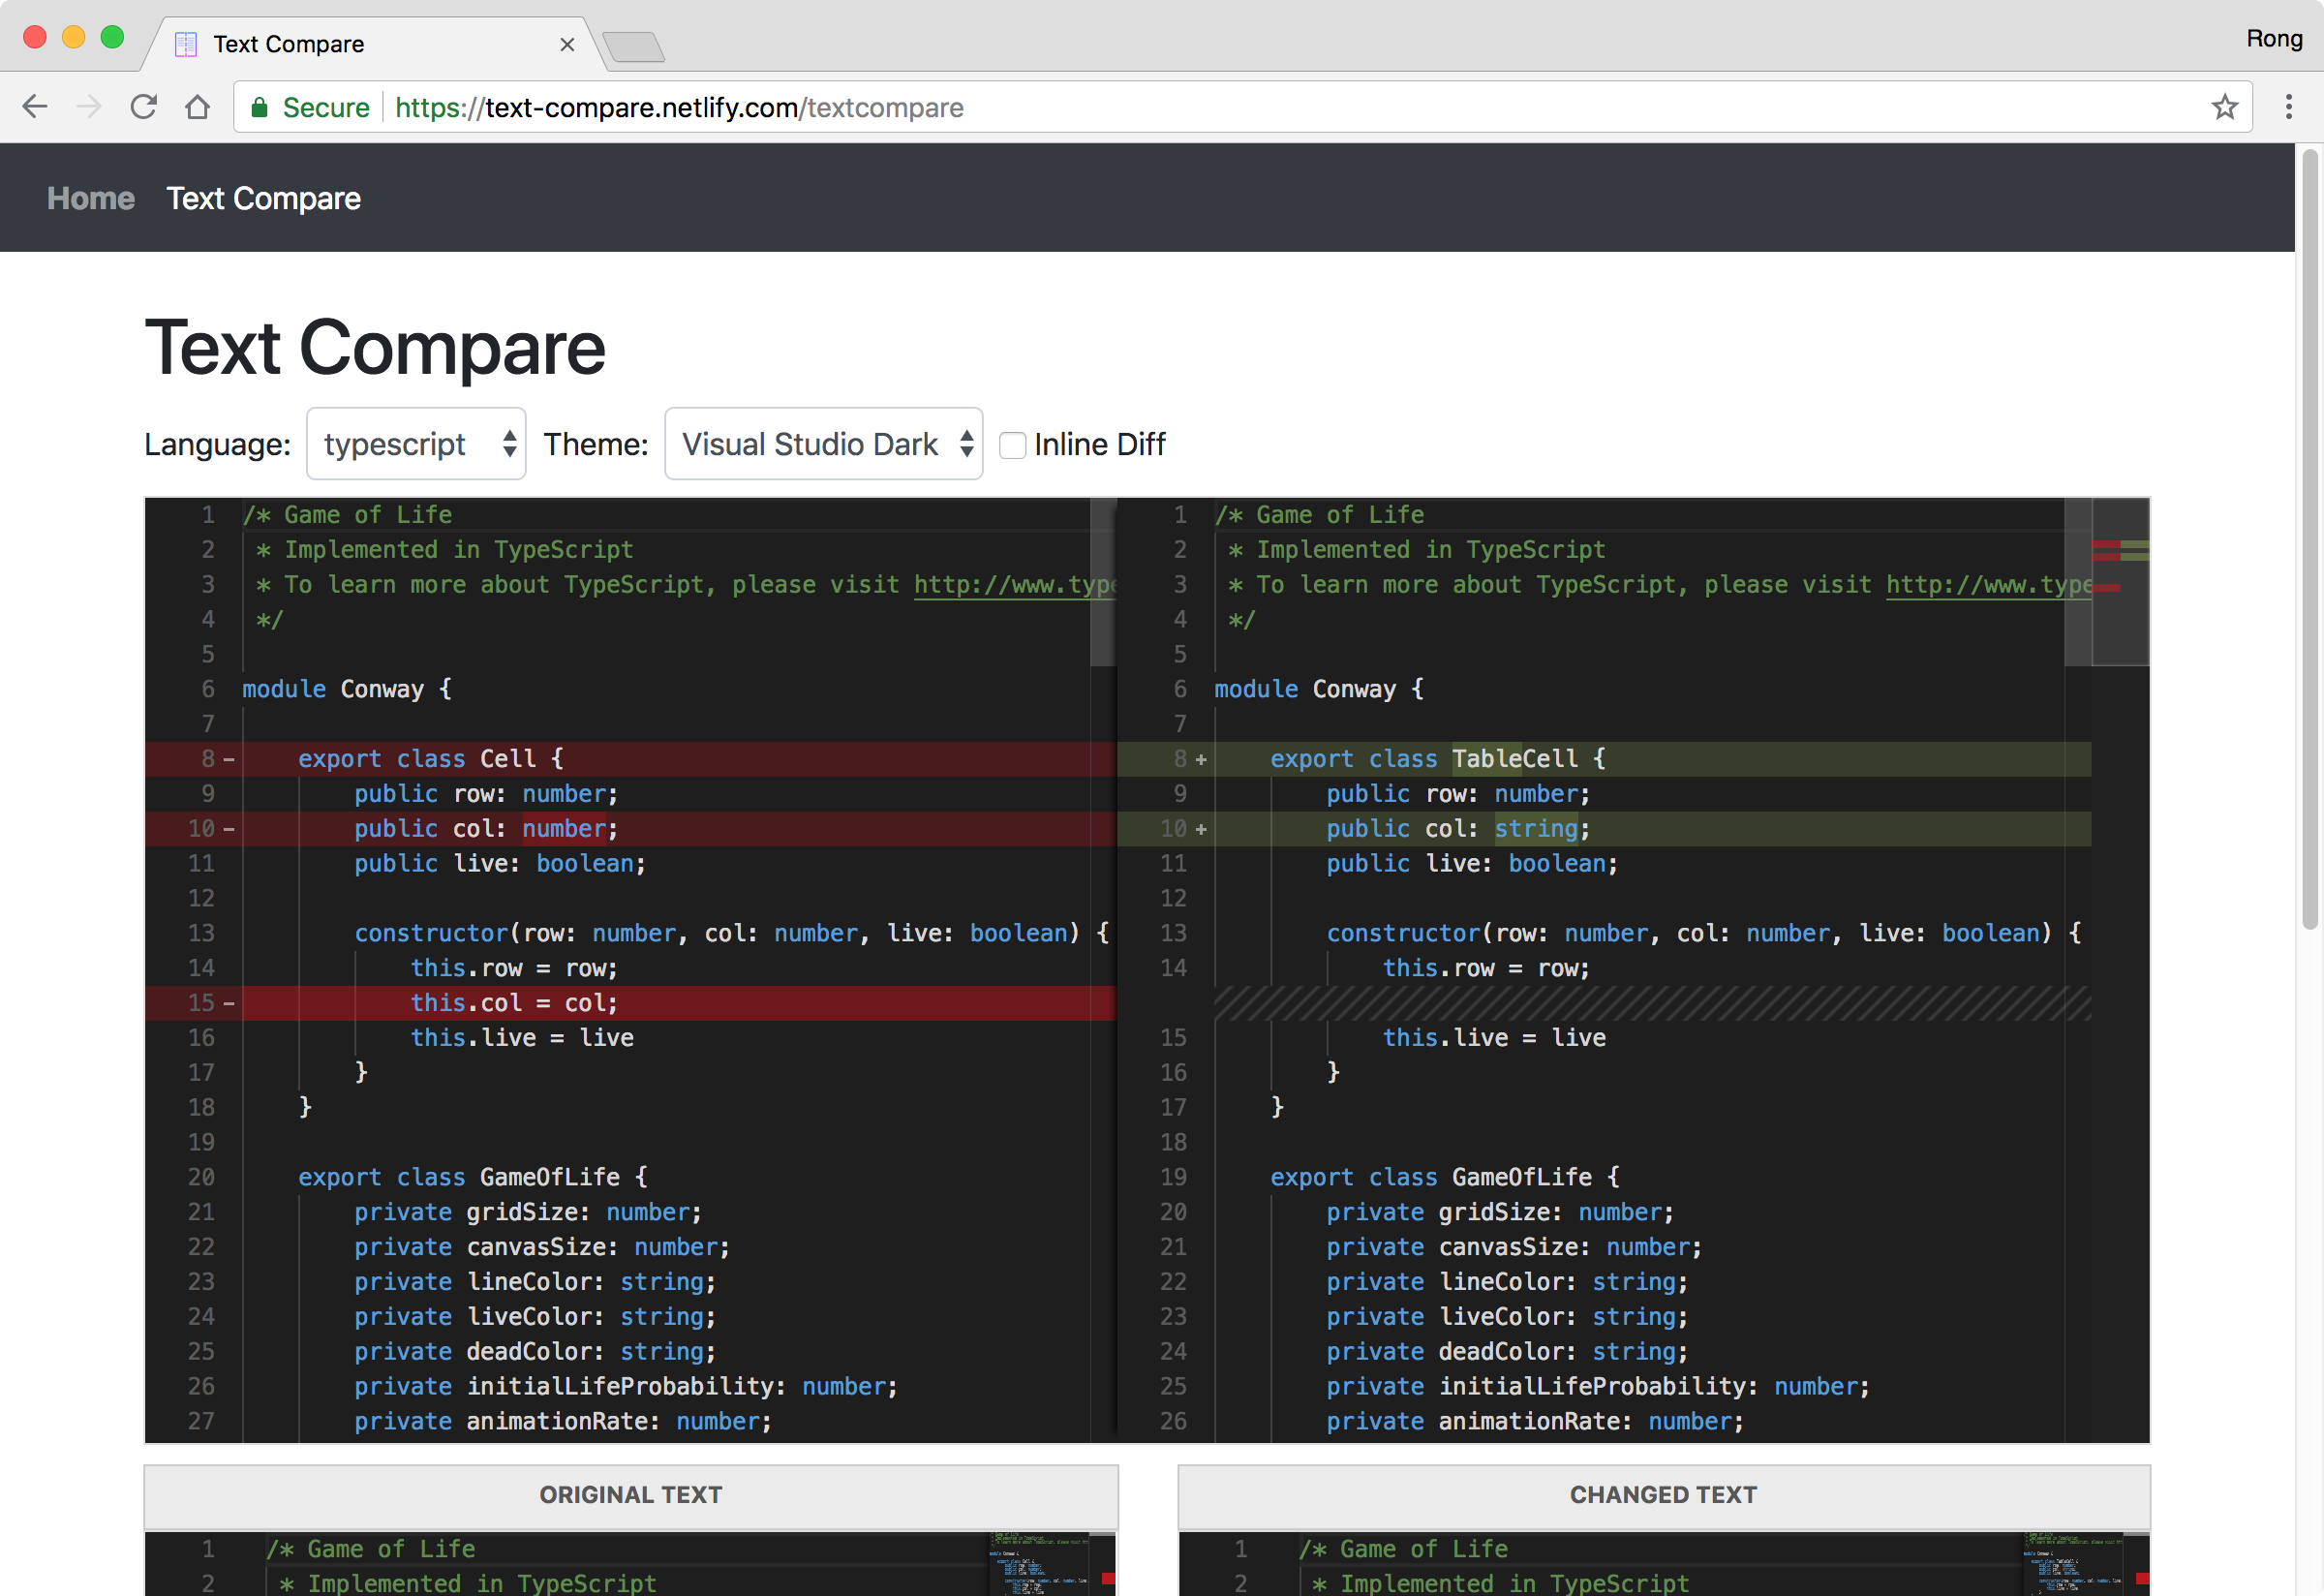 Text Compare
Rong
Secure https://text-compare.netlify.com/textcompare
Home Text Compare
Text Compare
Language: typescript Theme: Visual Studio Dark Inline Diff
1 /* Game of Life
2 * Implemented in TypeScript
3 * To learn more about TypeScript, please visit http://www.type
4 */
5
6 module Conway {
7
8 - export class Cell {
9 public row: number;
10 - public col: number;
11 public live: boolean;
12
13 constructor(row: number, col: number, live: boolean) {
14 this.row = row;
15 - this.col = col;
16 this.live = live
17 }
18 }
19
20 export class GameOfLife {
21 private gridSize: number;
22 private canvasSize: number;
23 private lineColor: string;
24 private liveColor: string;
25 private deadColor: string;
26 private initialLifeProbability: number;
27 private animationRate: number;
1 /* Game of Life
2 * Implemented in TypeScript
3 * To learn more about TypeScript, please visit http://www.type
4 */
5
6 module Conway {
7
8 + export class TableCell {
9 public row: number;
10 + public col: string;
11 public live: boolean;
12
13 constructor(row: number, col: number, live: boolean) {
14 this.row = row;
15 this.live = live
16 }
17 }
18
19 export class GameOfLife {
20 private gridSize: number;
21 private canvasSize: number;
22 private lineColor: string;
23 private liveColor: string;
24 private deadColor: string;
25 private initialLifeProbability: number;
26 private animationRate: number;
ORIGINAL TEXT
1 /* Game of Life
2 * Implemented in TypeScript
CHANGED TEXT
1 /* Game of Life
2 * Implemented in TypeScript